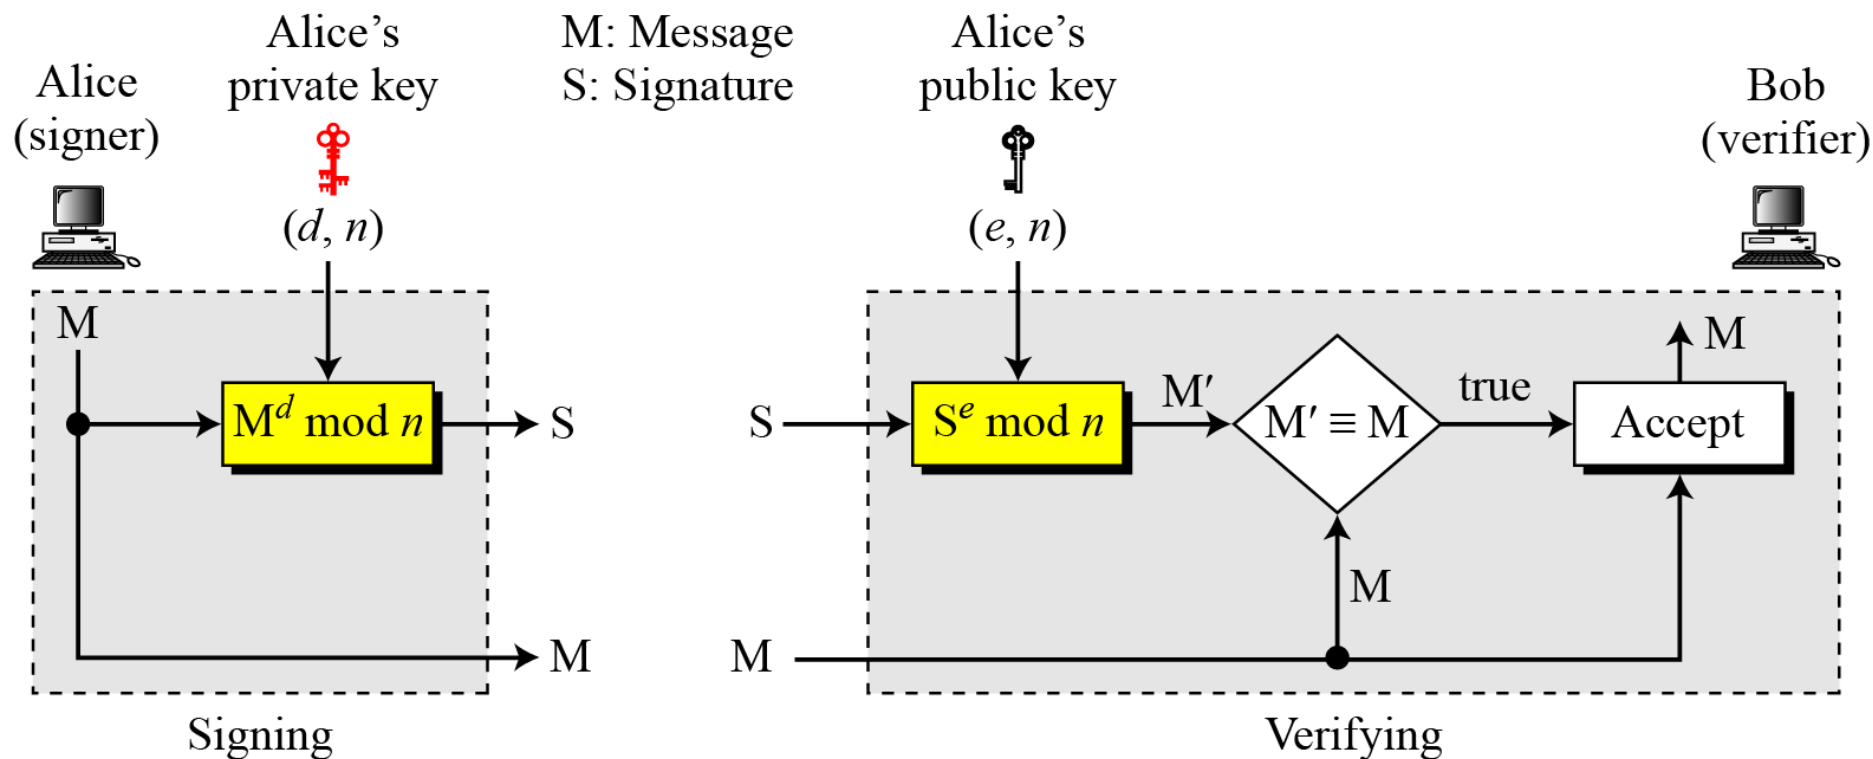 Alice
(signer)
Alice’s
private key
(d, n)
M: Message
S: Signature
Alice’s
public key
(e, n)
Bob
(verifier)
M
M^d mod n
S
M
Signing
S
S^e mod n
M′
M′ ≡ M
true
Accept
M
M
M
Verifying